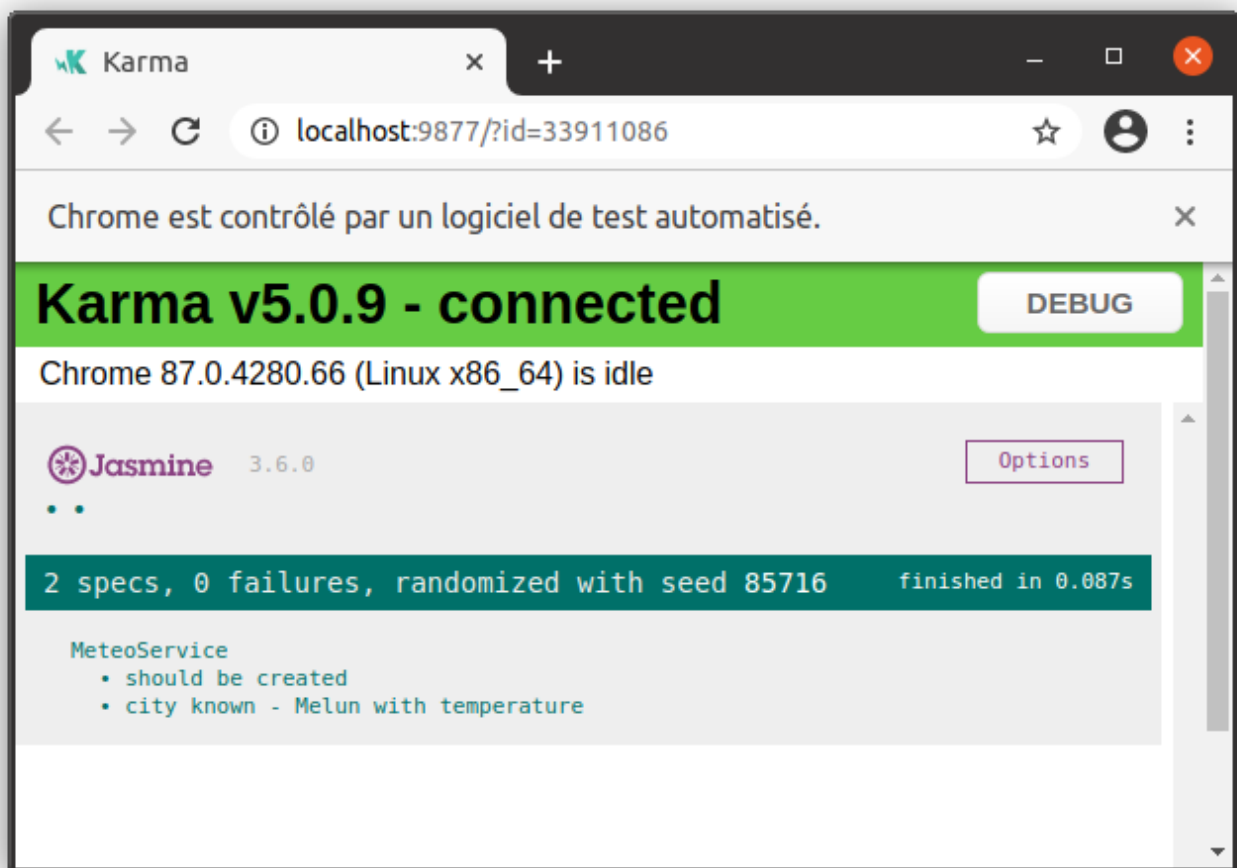 Karma
localhost:9877/?id=33911086
Chrome est contrôlé par un logiciel de test automatisé.
Karma v5.0.9 - connected
DEBUG
Chrome 87.0.4280.66 (Linux x86_64) is idle
Jasmine 3.6.0
Options
• •
2 specs, 0 failures, randomized with seed 85716 finished in 0.087s
MeteoService
• should be created
• city known - Melun with temperature